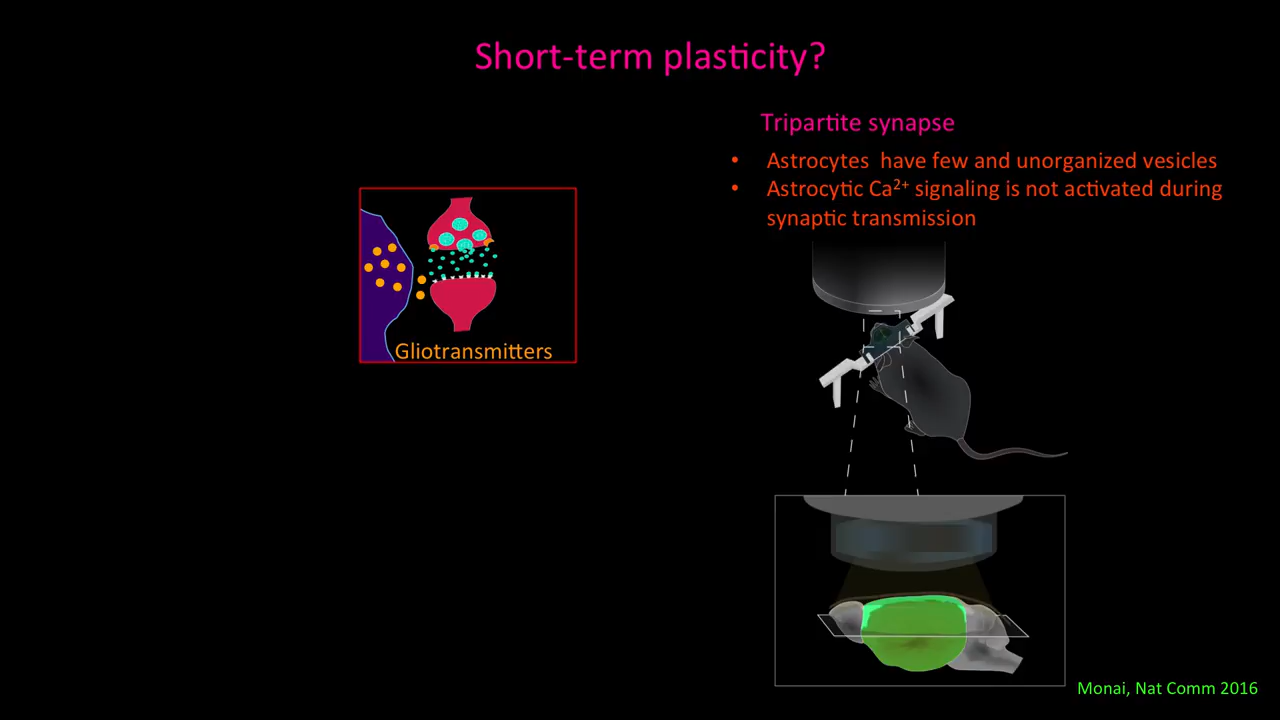 Short-term plasticity?
Tripartite synapse
• Astrocytes have few and unorganized vesicles
• Astrocytic Ca²⁺ signaling is not activated during
synaptic transmission
Gliotransmitters
Monai, Nat Comm 2016